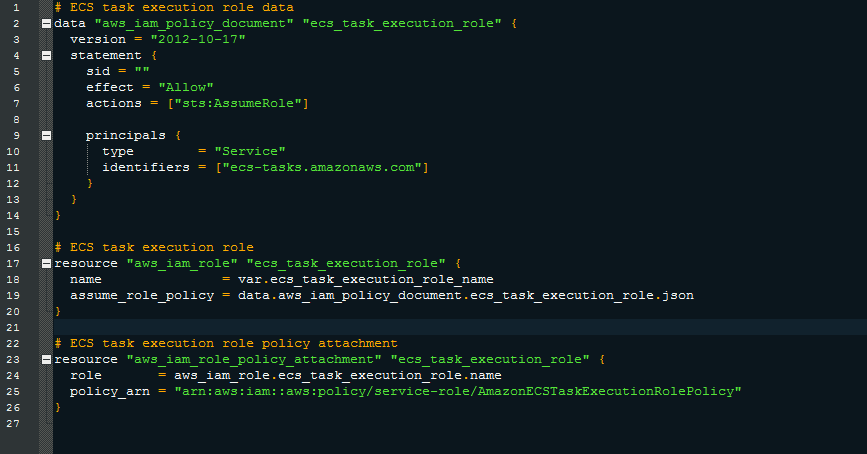 1 # ECS task execution role data
2 data "aws_iam_policy_document" "ecs_task_execution_role" {
3   version = "2012-10-17"
4   statement {
5     sid = ""
6     effect = "Allow"
7     actions = ["sts:AssumeRole"]
8
9     principals {
10       type        = "Service"
11       identifiers = ["ecs-tasks.amazonaws.com"]
12     }
13   }
14 }
15
16 # ECS task execution role
17 resource "aws_iam_role" "ecs_task_execution_role" {
18   name               = var.ecs_task_execution_role_name
19   assume_role_policy = data.aws_iam_policy_document.ecs_task_execution_role.json
20 }
21
22 # ECS task execution role policy attachment
23 resource "aws_iam_role_policy_attachment" "ecs_task_execution_role" {
24   role       = aws_iam_role.ecs_task_execution_role.name
25   policy_arn = "arn:aws:iam::aws:policy/service-role/AmazonECSTaskExecutionRolePolicy"
26 }
27